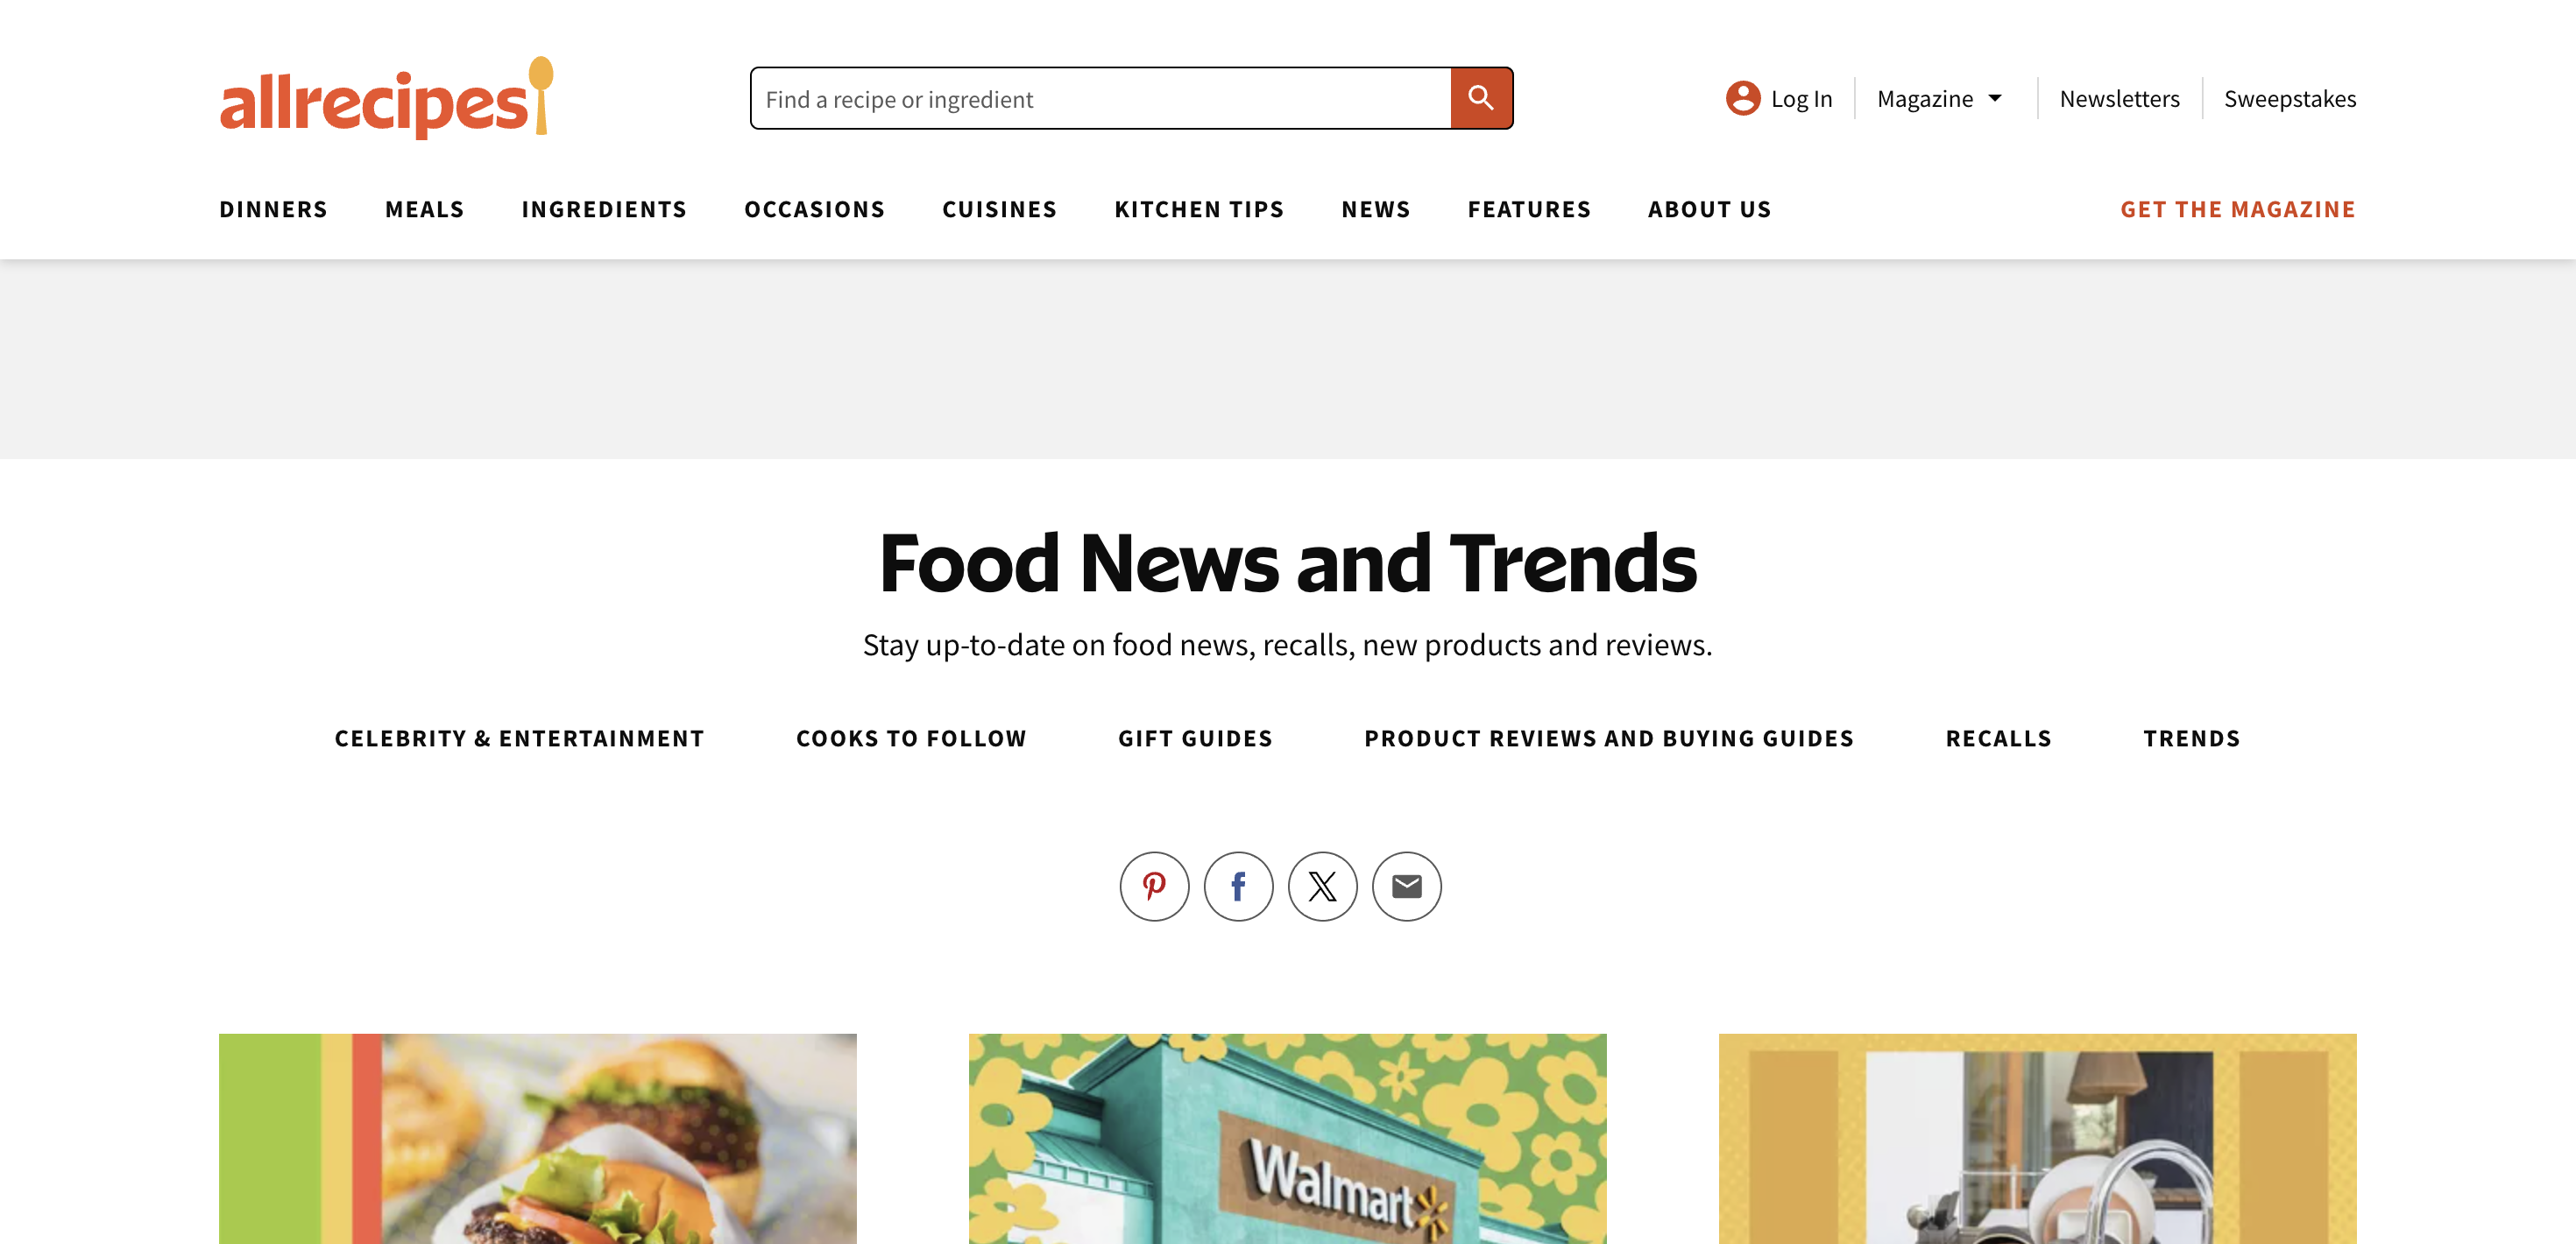 allrecipes
Find a recipe or ingredient
Log In
Magazine
Newsletters
Sweepstakes
DINNERS
MEALS
INGREDIENTS
OCCASIONS
CUISINES
KITCHEN TIPS
NEWS
FEATURES
ABOUT US
GET THE MAGAZINE
Food News and Trends
Stay up-to-date on food news, recalls, new products and reviews.
CELEBRITY & ENTERTAINMENT
COOKS TO FOLLOW
GIFT GUIDES
PRODUCT REVIEWS AND BUYING GUIDES
RECALLS
TRENDS
Walmart